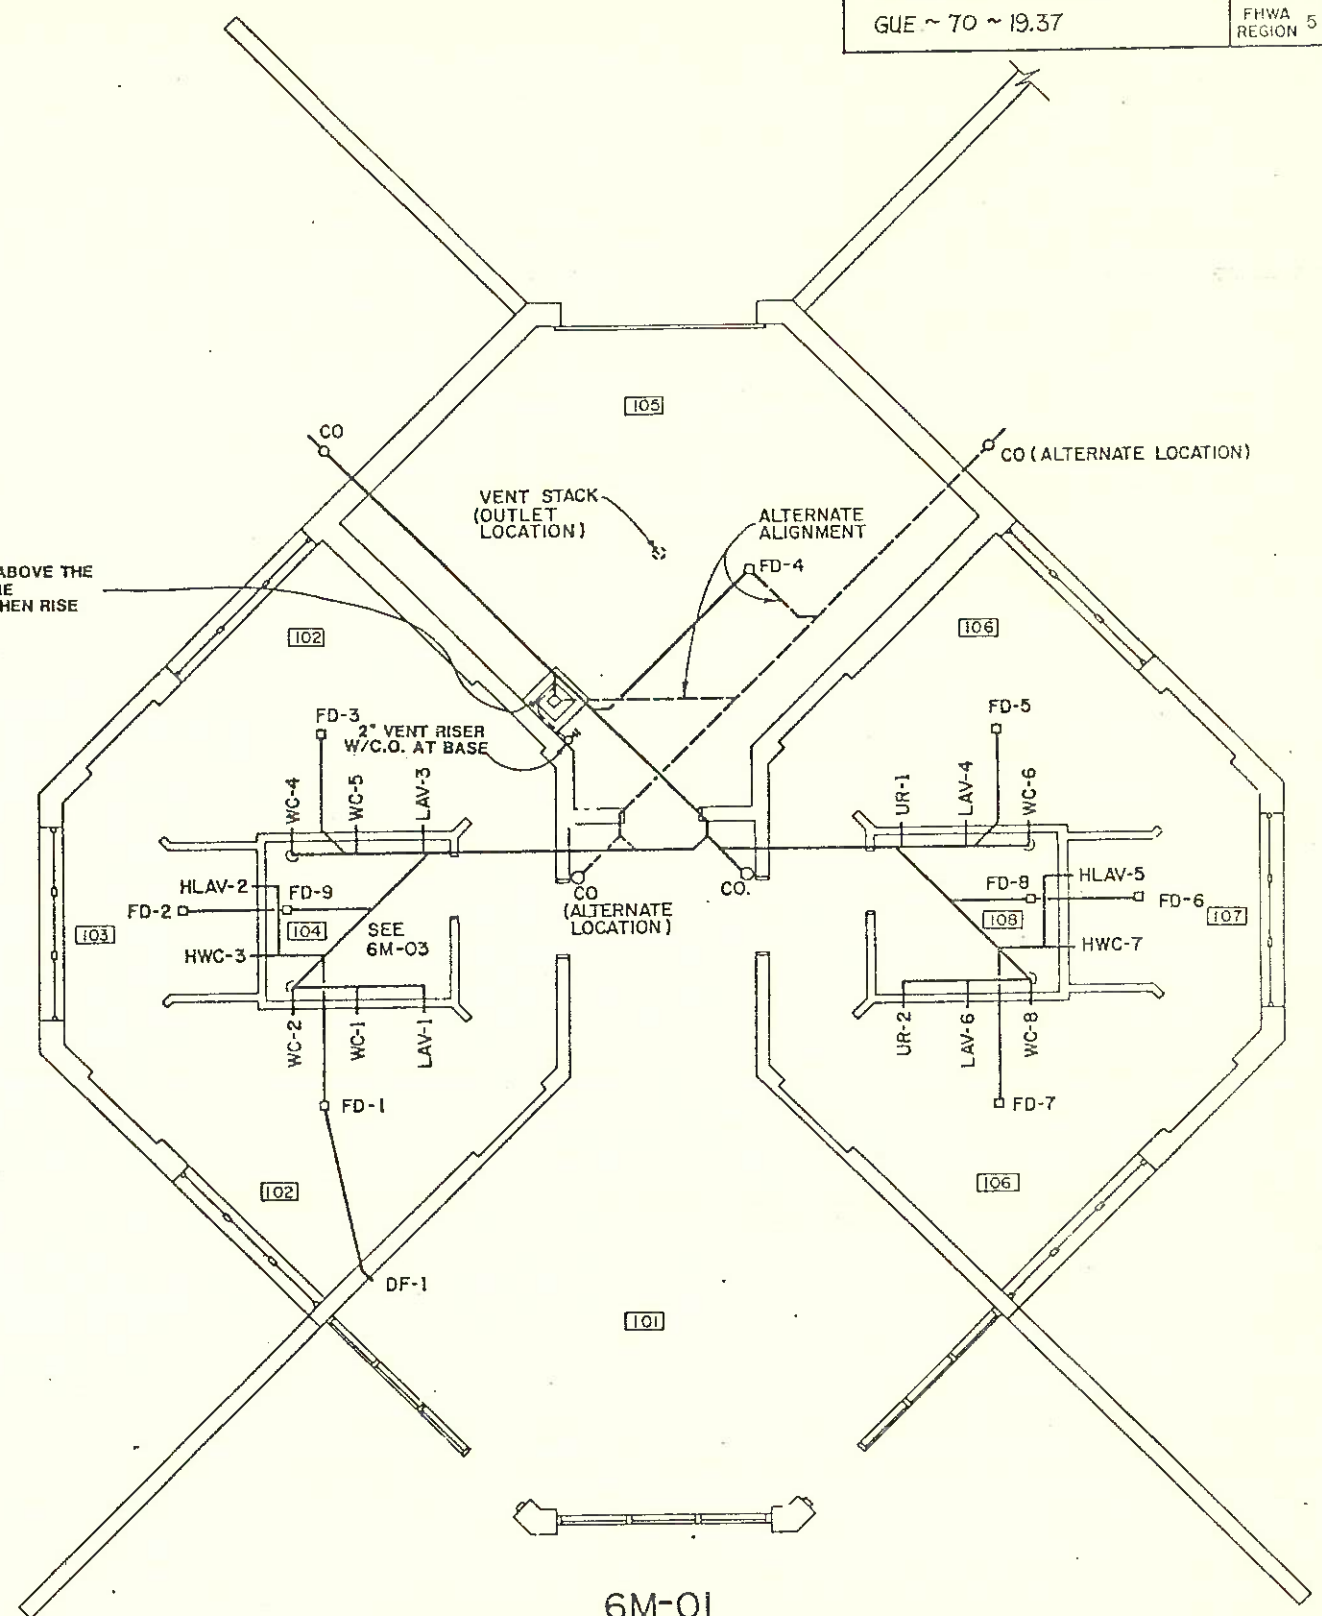 GUE ~ 70 ~ 19.37
FHWA
REGION 5
105
CO
CO (ALTERNATE LOCATION)
VENT STACK
(OUTLET
LOCATION)
ALTERNATE
ALIGNMENT
FD-4
ABOVE THE
HEN RISE
102
106
FD-3
2" VENT RISER
W/C.O. AT BASE
FD-5
WC-4
WC-5
LAV-3
UR-1
LAV-4
WC-6
HLAV-2
FD-9
FD-2
103
104
SEE
6M-03
HWC-3
CO
(ALTERNATE
LOCATION)
CO.
FD-8
HLAV-5
FD-6
107
108
HWC-7
WC-2
WC-1
LAV-1
UR-2
LAV-6
WC-8
FD-1
FD-7
102
106
DF-1
101
6M-01